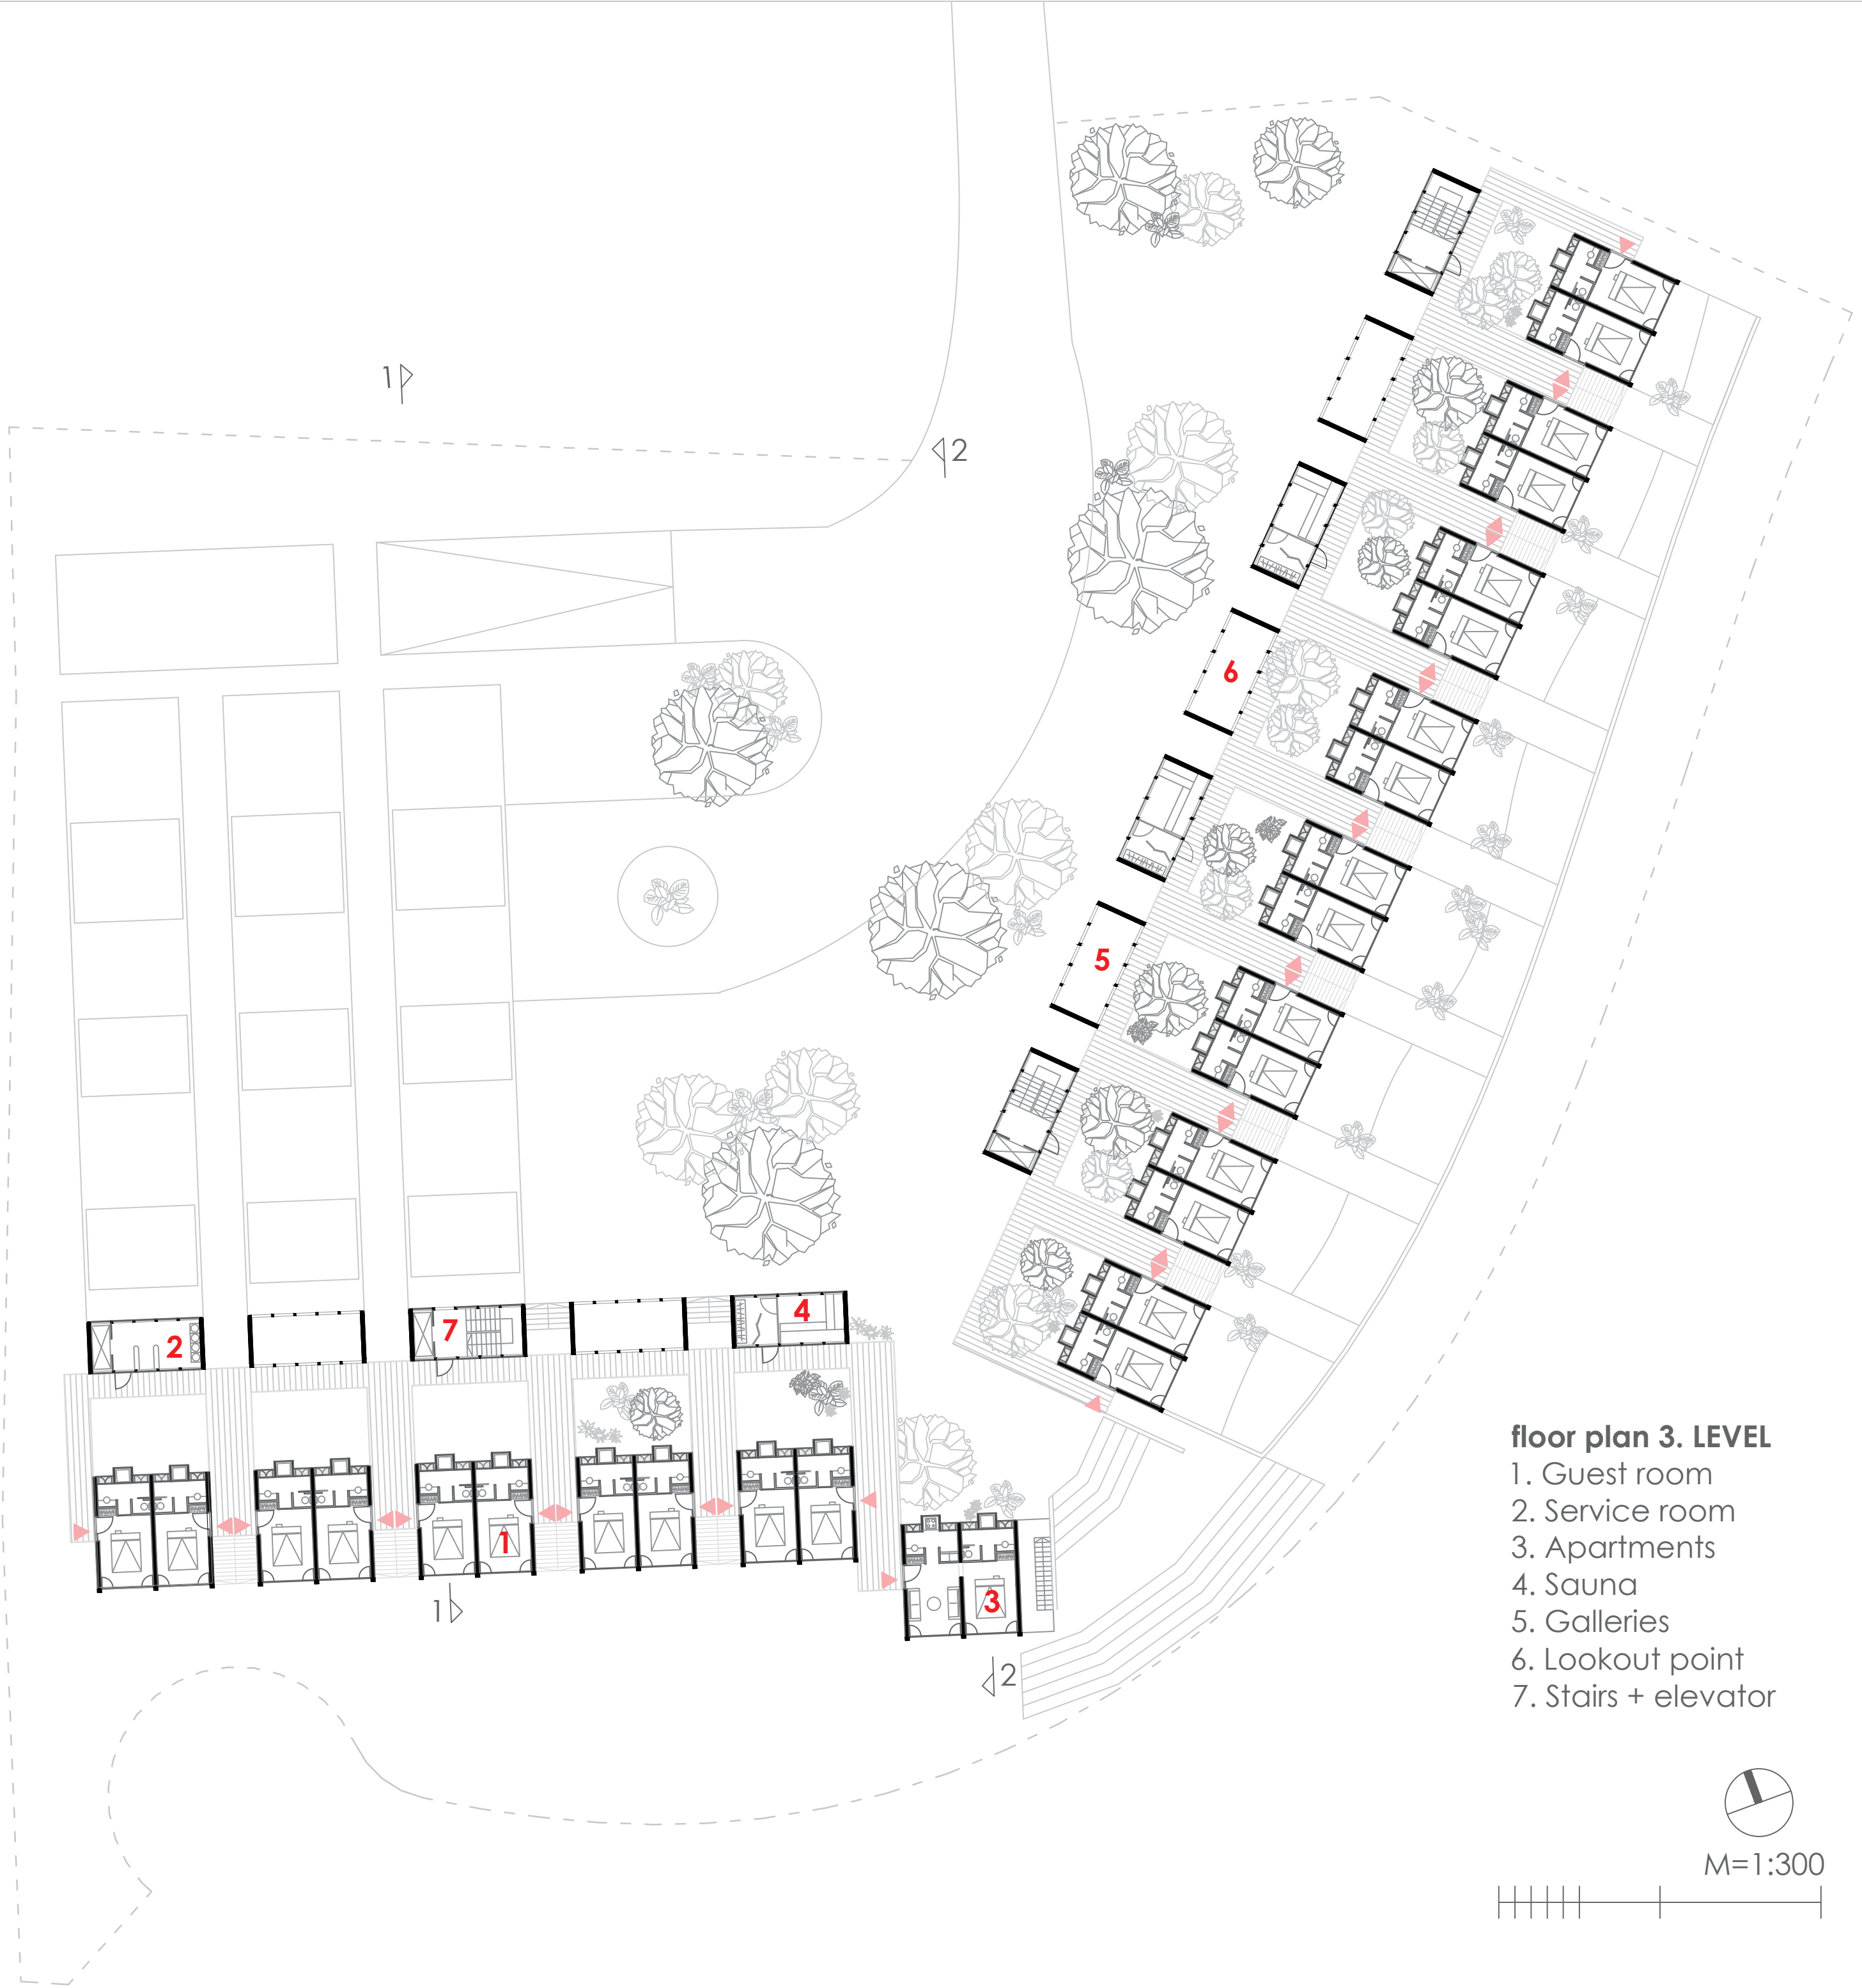 1
2
6
5
4
7
2
1
3
1
2
floor plan 3. LEVEL
1. Guest room
2. Service room
3. Apartments
4. Sauna
5. Galleries
6. Lookout point
7. Stairs + elevator
M=1:300